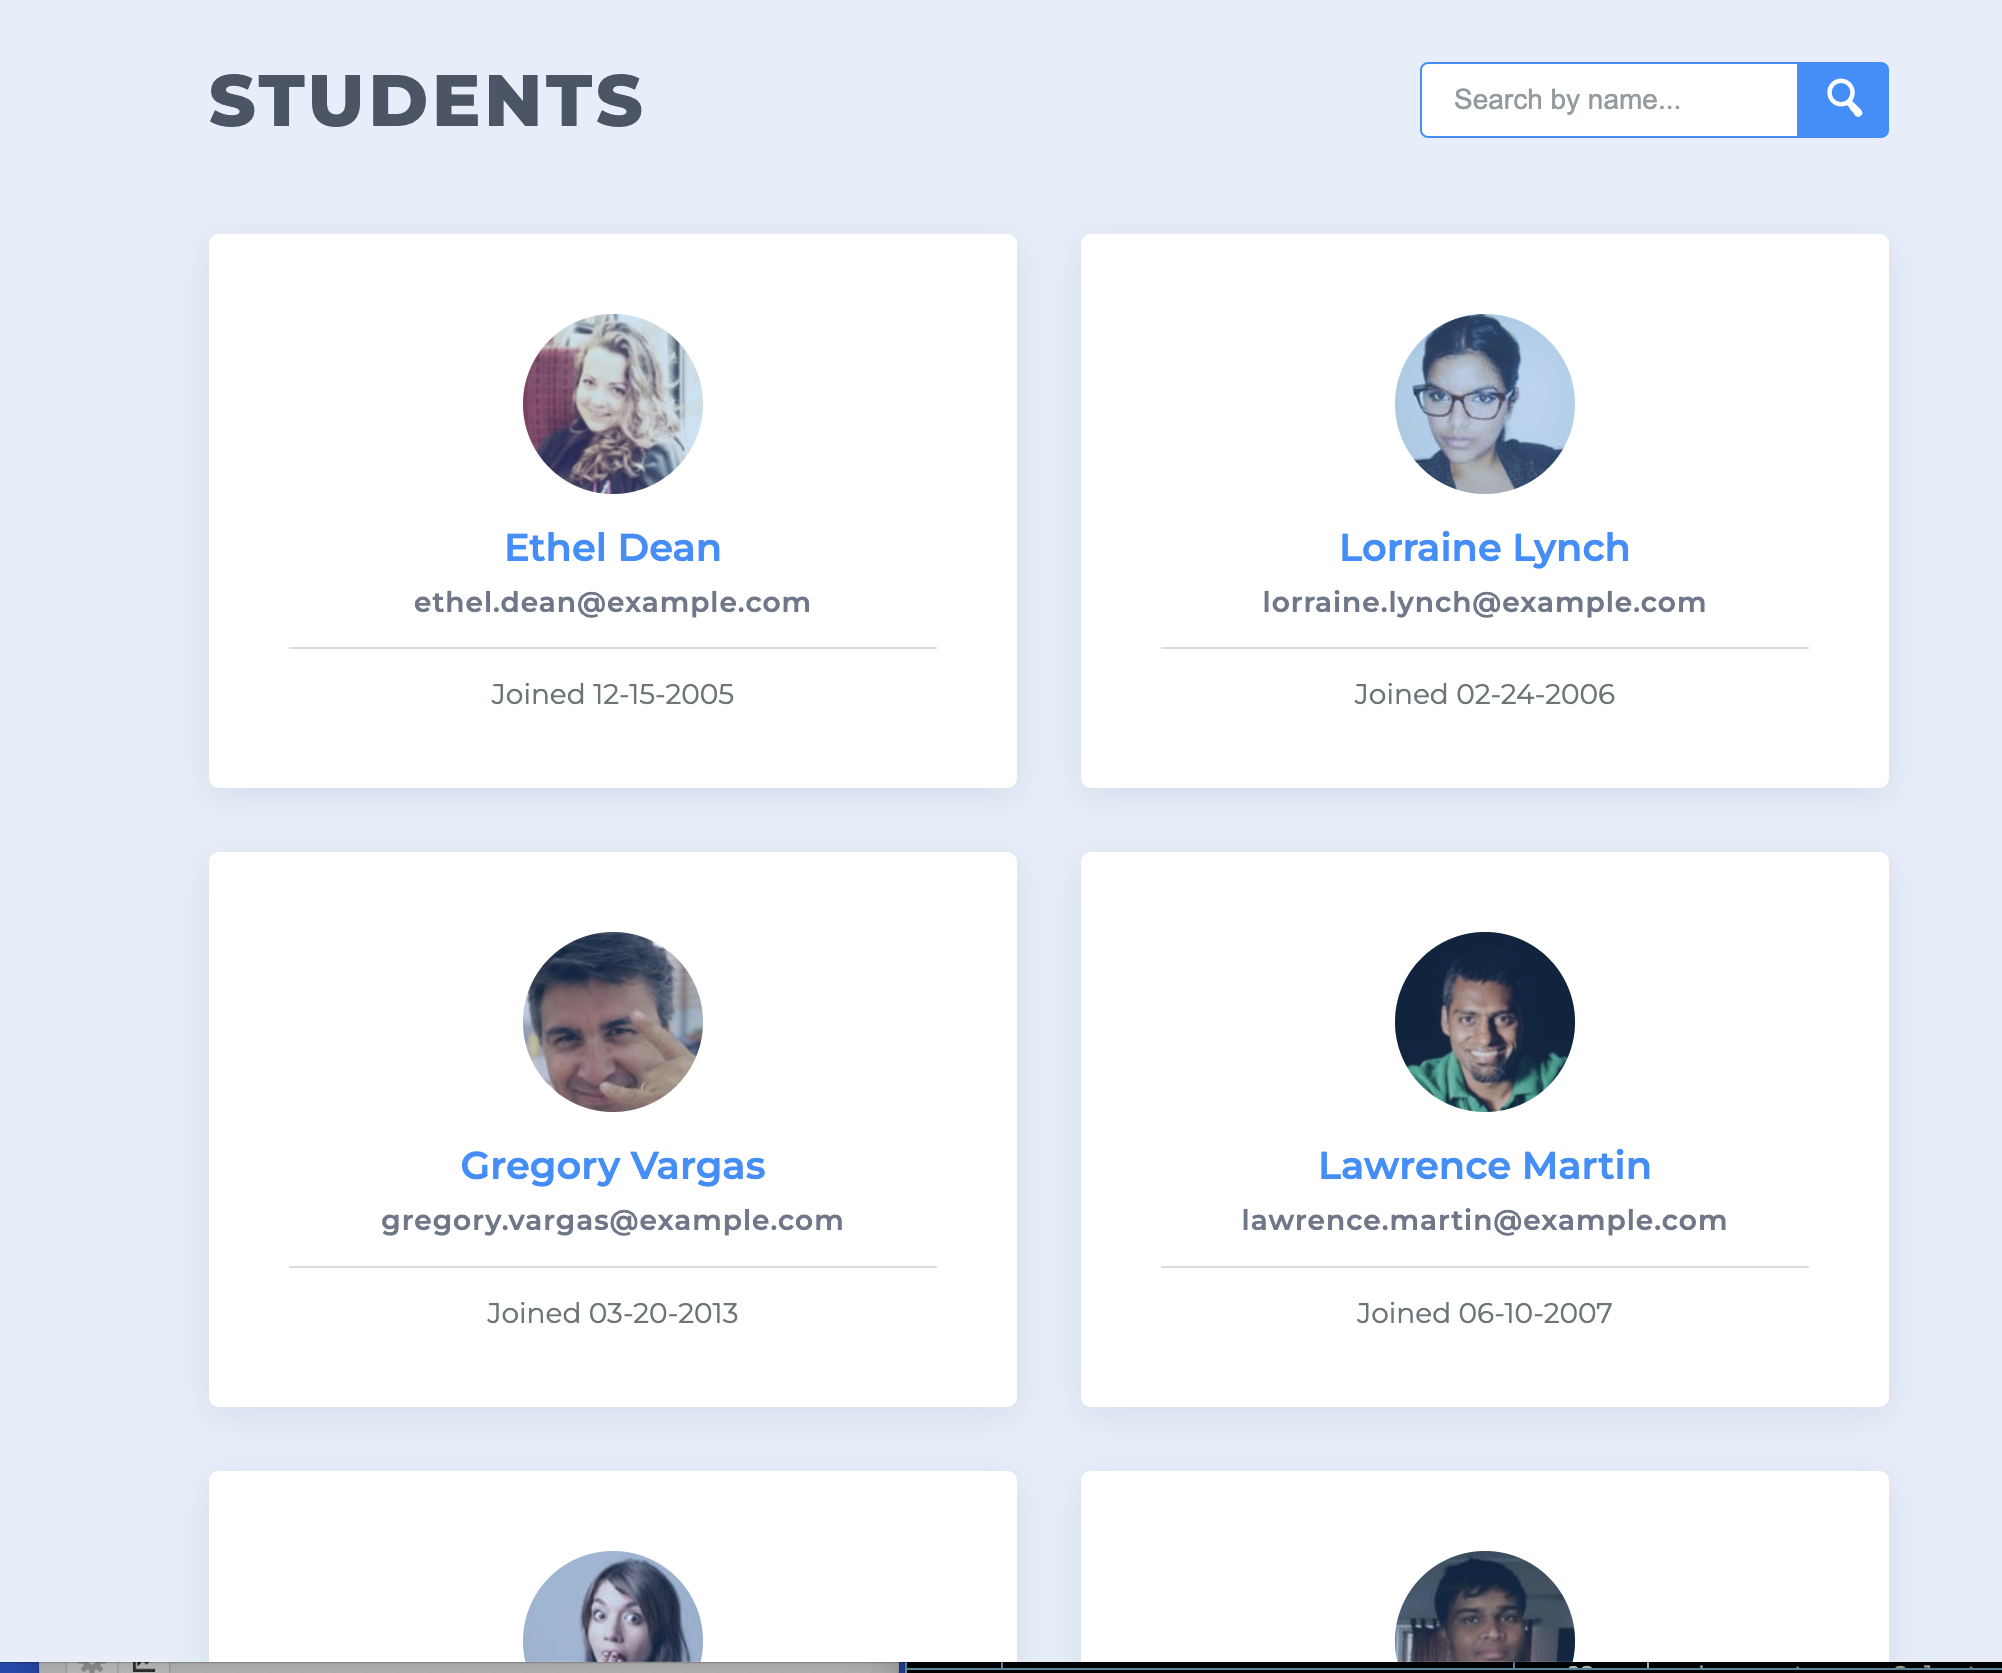 STUDENTS
Search by name...
Ethel Dean
ethel.dean@example.com
Joined 12-15-2005
Lorraine Lynch
lorraine.lynch@example.com
Joined 02-24-2006
Gregory Vargas
gregory.vargas@example.com
Joined 03-20-2013
Lawrence Martin
lawrence.martin@example.com
Joined 06-10-2007